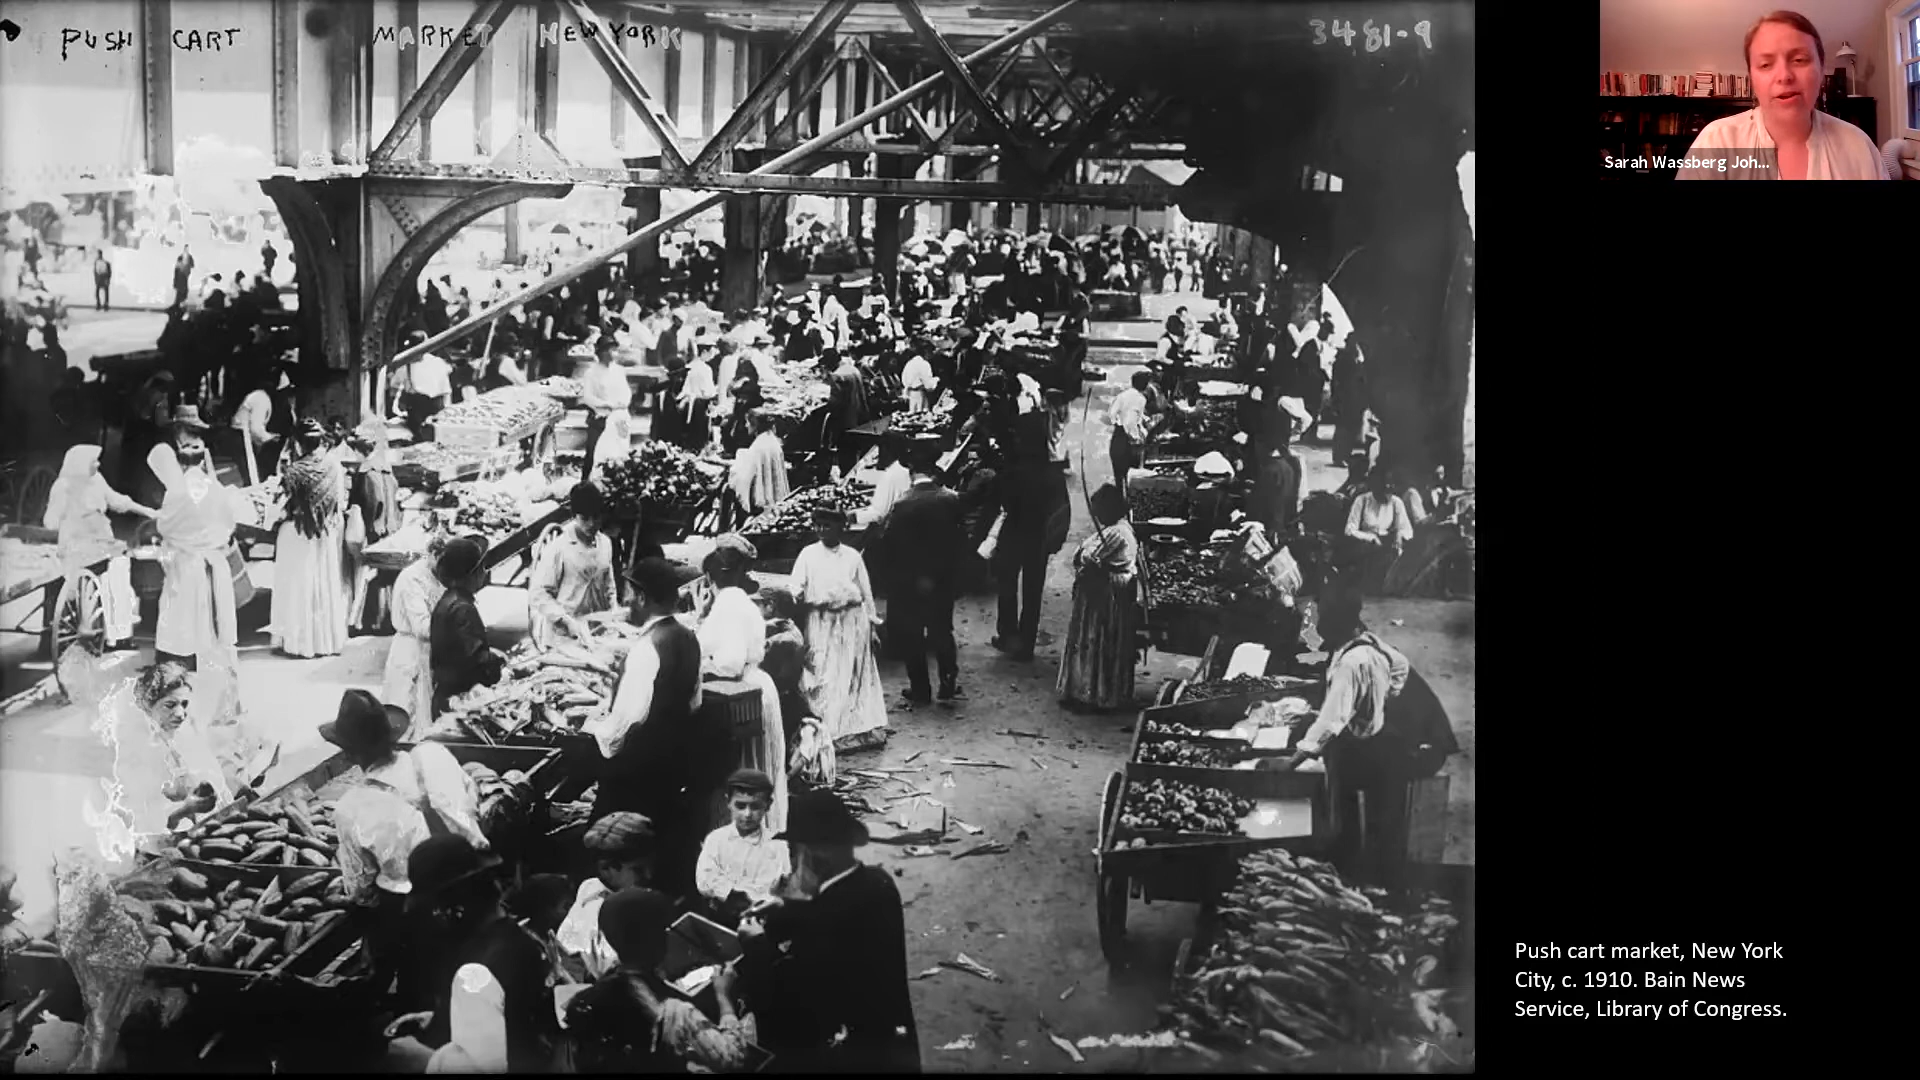 PUSH CART MARKET NEW YORK
3481-9
Sarah Wassberg Joh...
Push cart market, New York
City, c. 1910. Bain News
Service, Library of Congress.